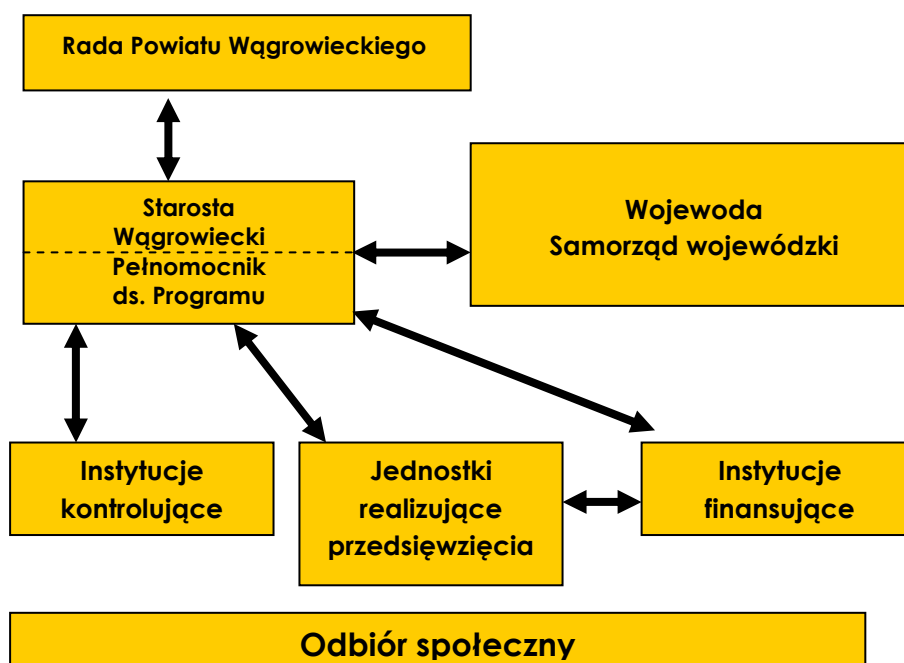 Rada Powiatu Wągrowieckiego
Starosta
Wągrowiecki
Pełnomocnik
ds. Programu
Wojewoda
Samorząd wojewódzki
Instytucje
kontrolujące
Jednostki
realizujące
przedsięwzięcia
Instytucje
finansujące
Odbiór społeczny